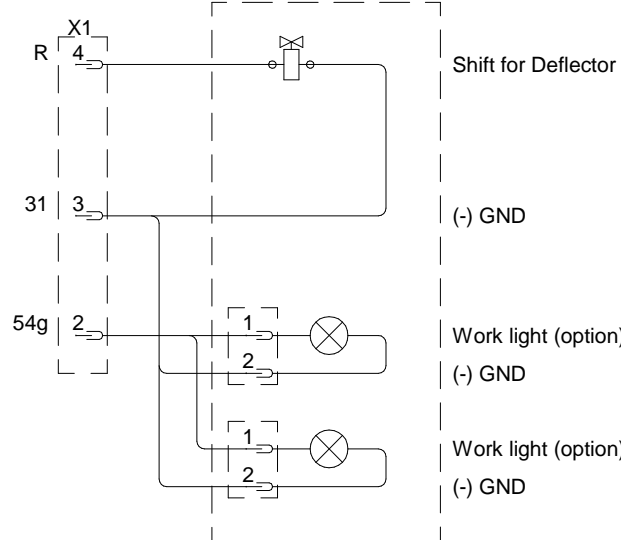 X1
R 4 Shift for Deflector
31 3 (-) GND
54g 2 1 Work light (option)
2 (-) GND
1 Work light (option)
2 (-) GND